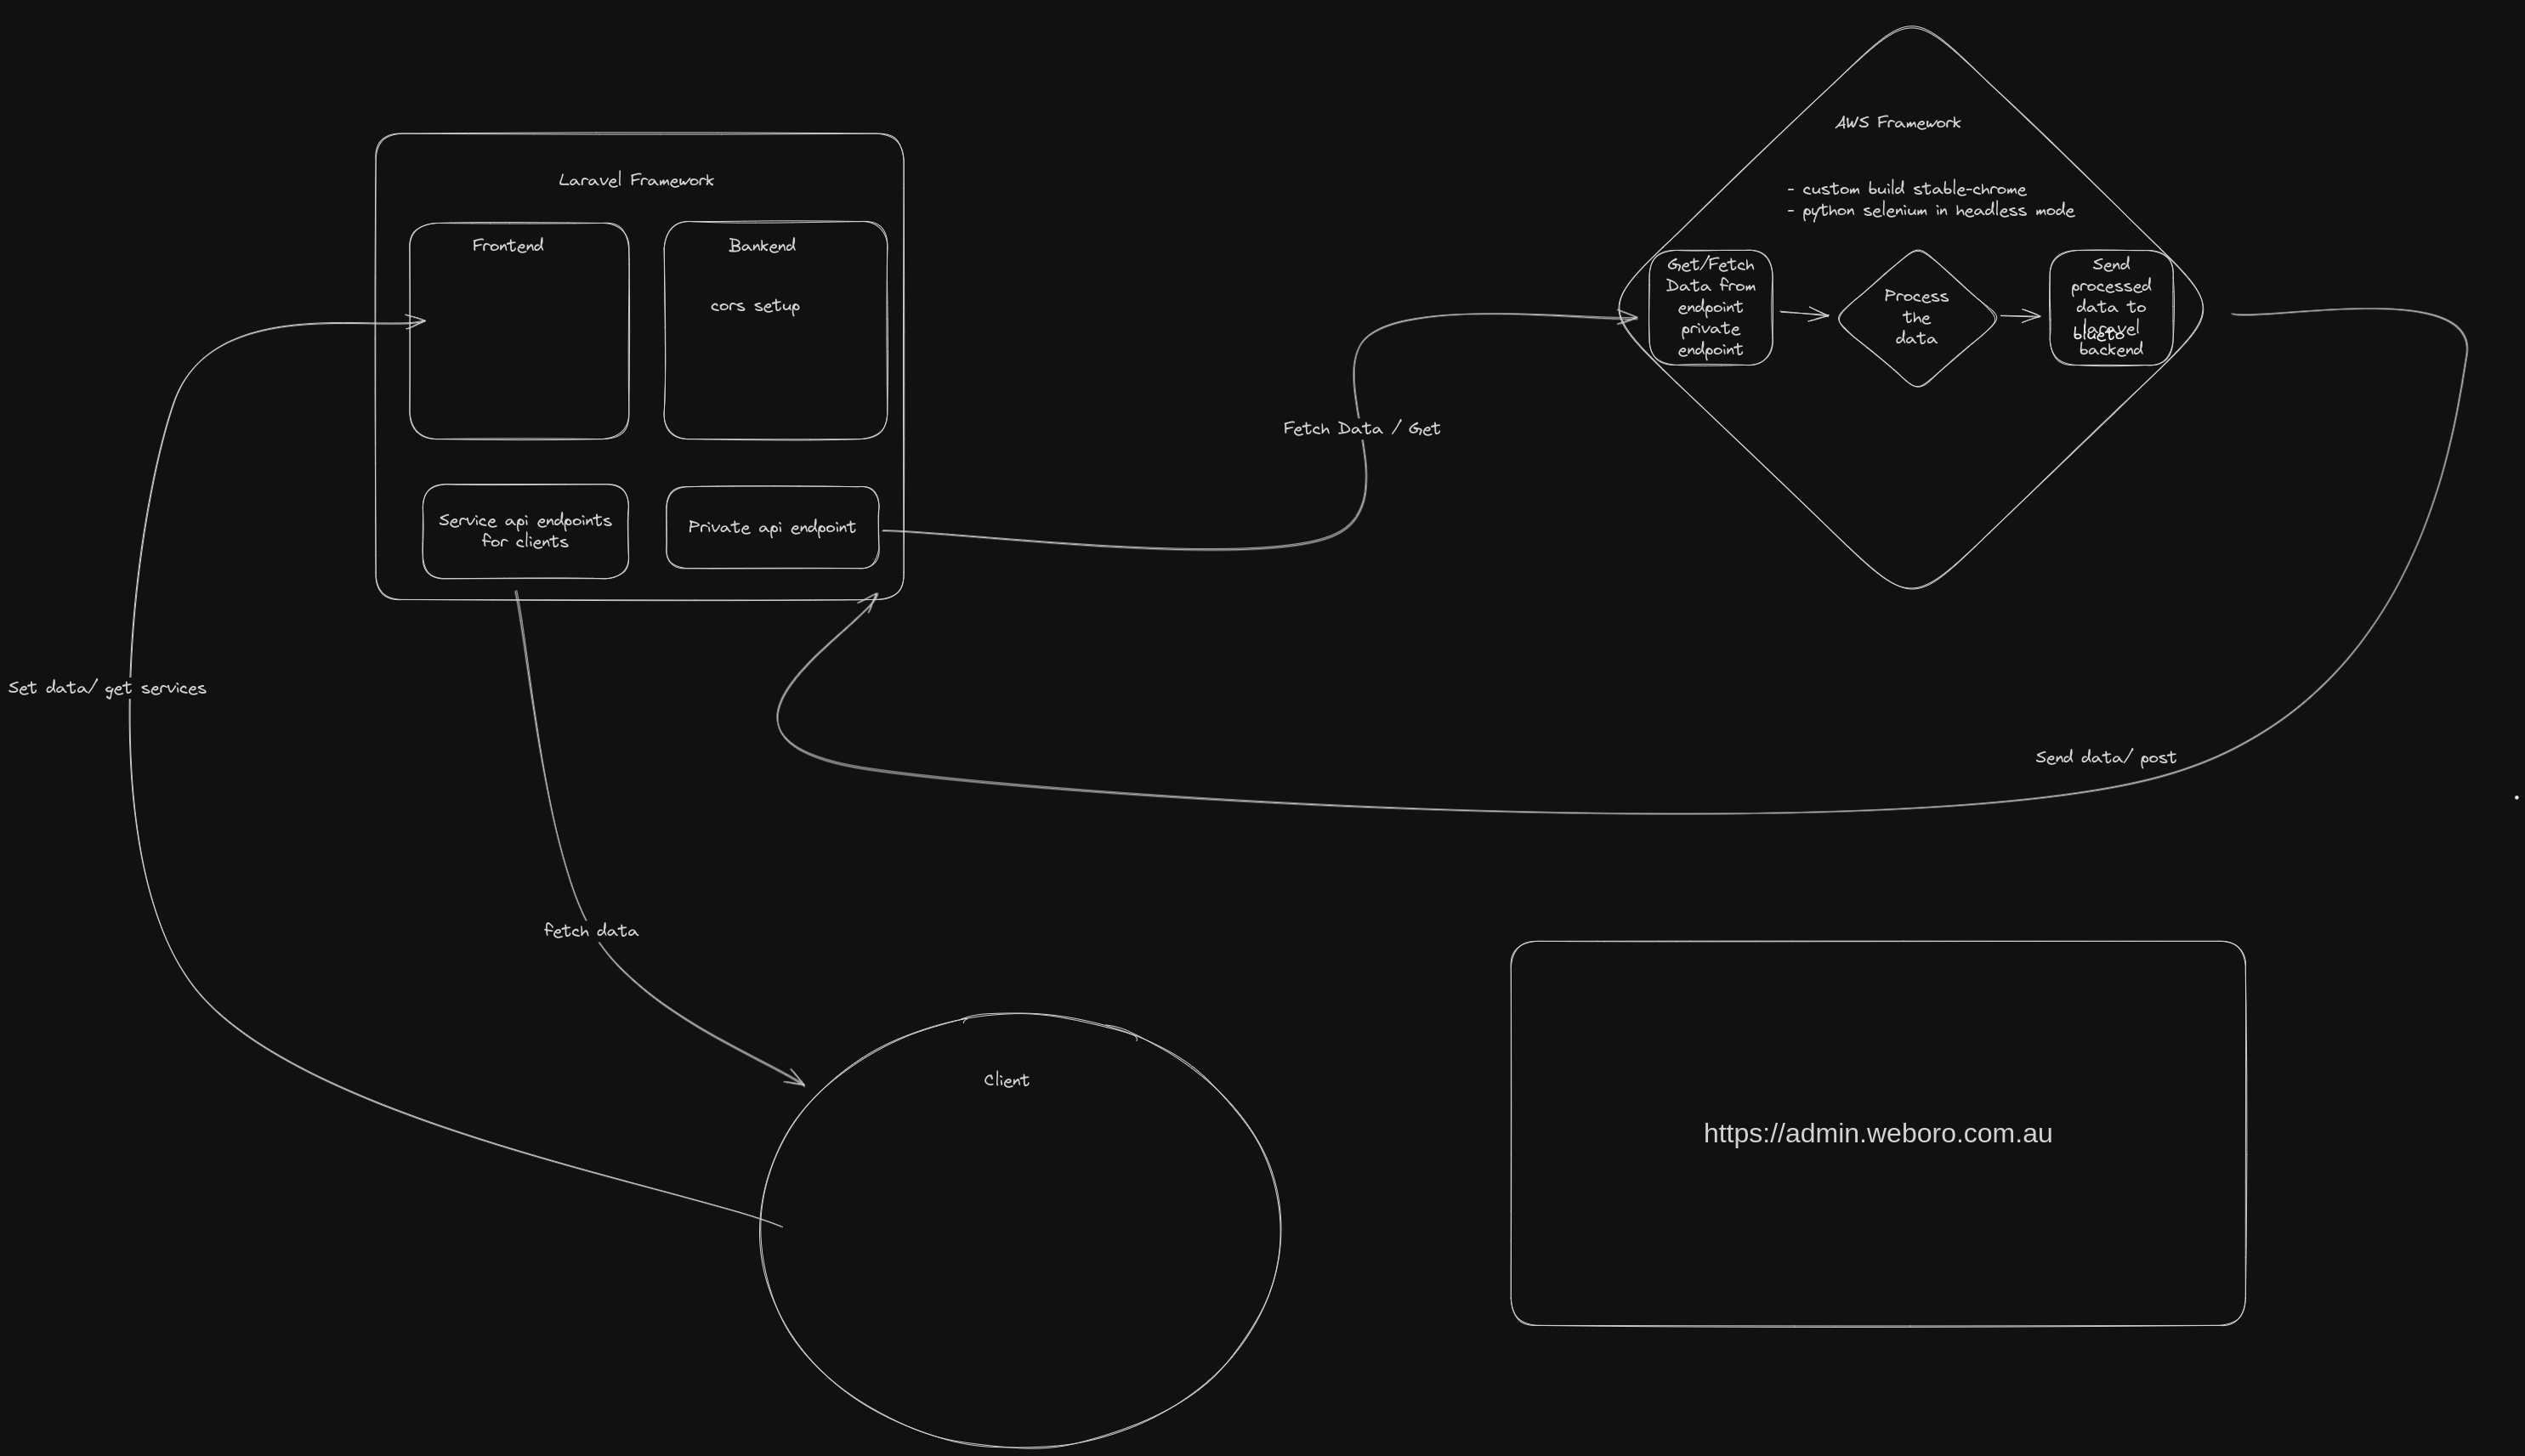 AWS Framework
- custom build stable-chrome
- python selenium in headless mode
Laravel Framework
Frontend
Bankend
cors setup
Service api endpoints
for clients
Private api endpoint
Get/Fetch
Data from
endpoint
private
endpoint
Process
the
data
Send
processed
data to
laravel
blueto
backend
Fetch Data / Get
Set data/ get services
Send data/ post
fetch data
Client
https://admin.weboro.com.au